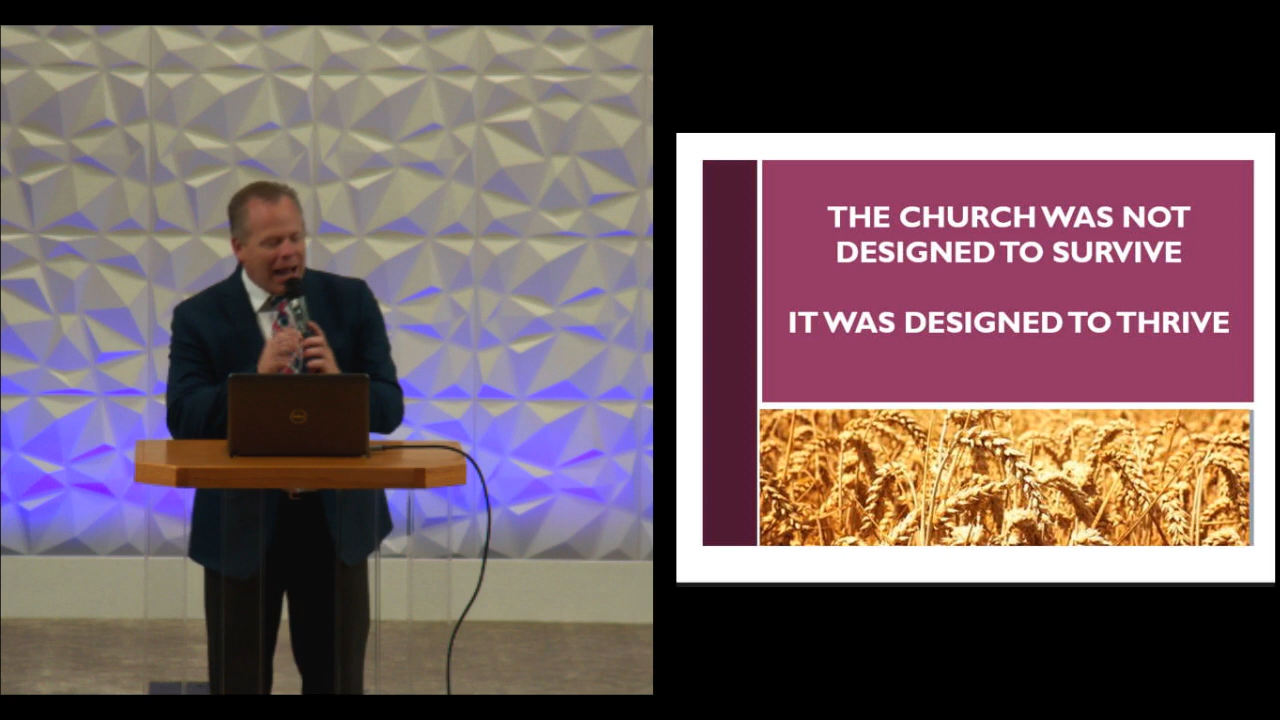 THE CHURCH WAS NOT
DESIGNED TO SURVIVE
IT WAS DESIGNED TO THRIVE